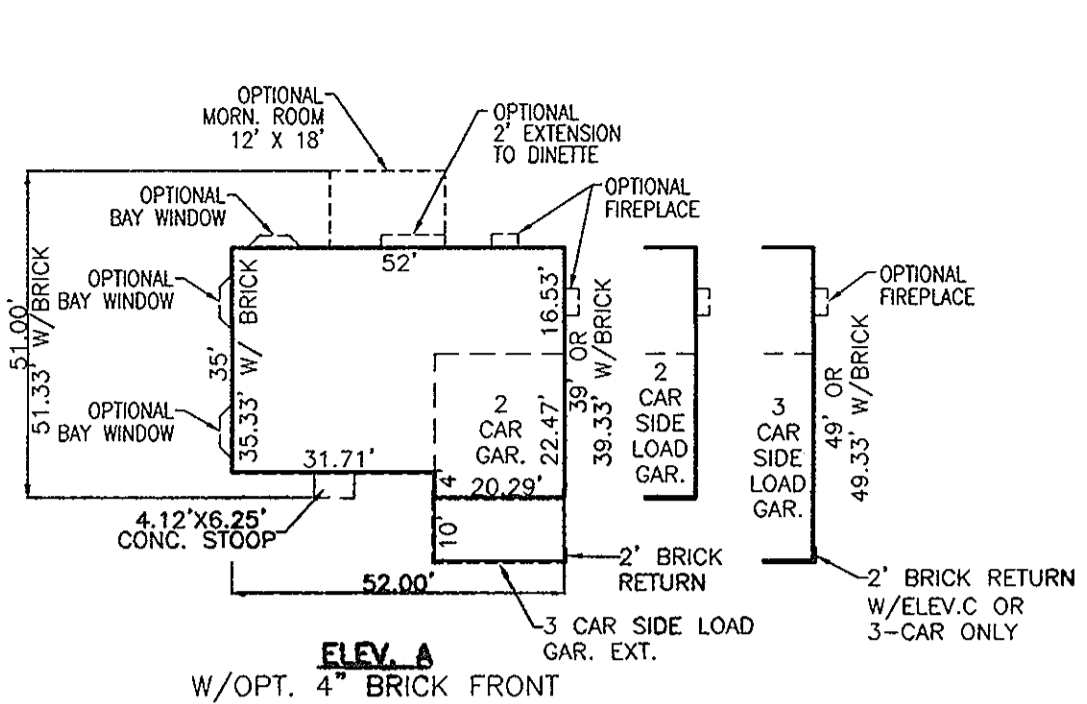 OPTIONAL
MORN. ROOM
12' X 18'
OPTIONAL
2' EXTENSION
TO DINETTE
OPTIONAL
BAY WINDOW
OPTIONAL
FIREPLACE
52'
OPTIONAL
BAY WINDOW
OPTIONAL
FIREPLACE
51.00'
51.33' W/BRICK
35'
35.33' W/ BRICK
16.53'
39' OR
39.33' W/BRICK
49' OR
49.33' W/BRICK
OPTIONAL
BAY WINDOW
2
CAR
GAR.
22.47'
2
CAR
SIDE
LOAD
GAR.
3
CAR
SIDE
LOAD
GAR.
31.71'
4
20.29'
4.12'X6.25'
CONC. STOOP
10'
2' BRICK
RETURN
2' BRICK RETURN
W/ELEV.C OR
3-CAR ONLY
52.00'
3 CAR SIDE LOAD
GAR. EXT.
ELEV. A
W/OPT. 4" BRICK FRONT